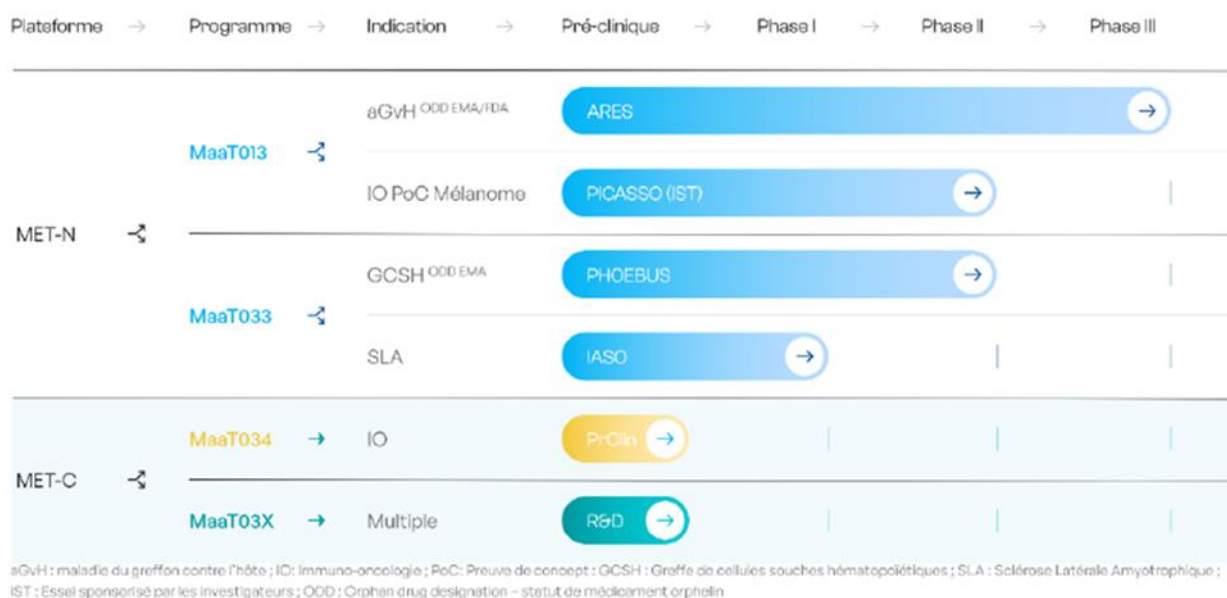 Plateforme → Programme → Indication → Pré-clinique → Phase I → Phase II → Phase III
aGvH ODD EMA/FDA
ARES
MaaT013
IO PoC Mélanome
PICASSO (IST)
MET-N
GCSH ODD EMA
PHOEBUS
MaaT033
SLA
IASO
MaaT034 → IO
PrClin
MET-C
MaaT03X → Multiple
R&D
aGvH : maladie du greffon contre l'hôte ; IO: Immuno-oncologie ; PoC: Preuve de concept ; GCSH : Greffe de cellules souches hématopoïétiques ; SLA : Sclérose Latérale Amyotrophique ;
IST : Essai sponsorisé par les investigateurs ; ODD : Orphan drug designation – statut de médicament orphelin